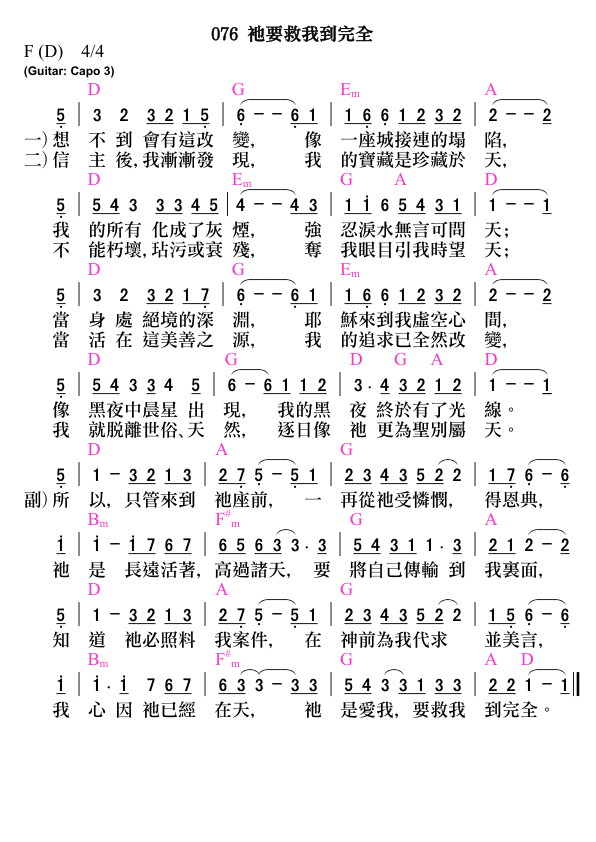 076 祂要救我到完全
F (D) 4/4
(Guitar: Capo 3)
D G Em A
5 | 3 2 3 2 1 5 | 6 - - 6 1 | 1 6 6 1 2 3 2 | 2 - - 2
一)想 不 到 會有這改 變, 像 一座城接連的塌 陷,
二)信 主 後,我漸漸發 現, 我 的寶藏是珍藏於 天,
D Em G A D
5 | 5 4 3 3 3 4 5 | 4 - - 4 3 | 1 i 6 5 4 3 1 | 1 - - 1
我 的所有 化成了灰 煙, 強 忍淚水無言可問 天;
不 能朽壞,玷污或衰 殘, 奪 我眼目引我時望 天;
D G Em A
5 | 3 2 3 2 1 7 | 6 - - 6 1 | 1 6 6 1 2 3 2 | 2 - - 2
當 身 處 絕境的深 淵, 耶 穌來到我虛空心 間,
當 活 在 這美善之 源, 我 的追求已全然改 變,
D G D G A D
5 | 5 4 3 3 4 5 | 6 - 6 1 1 2 | 3 · 4 3 2 1 2 | 1 - - 1
像 黑夜中晨星 出 現, 我的黑 夜 終於有了光 線。
我 就脫離世俗、天 然, 逐日像 祂 更為聖別屬 天。
D A G
5 | 1 - 3 2 1 3 | 2 7 5 - 5 1 | 2 3 4 3 5 2 2 | 1 7 6 - 6
副)所 以, 只管來到 祂座前, 一 再從祂受憐憫, 得恩典,
Bm F#m G A
i | i - i 7 6 7 | 6 5 6 3 3 · 3 | 5 4 3 1 1 · 3 | 2 1 2 - 2
祂 是 長遠活著, 高過諸天, 要 將自己傳輸 到 我裏面,
D A G
5 | 1 - 3 2 1 3 | 2 7 5 - 5 1 | 2 3 4 3 5 2 2 | 1 5 6 - 6
知 道 祂必照料 我案件, 在 神前為我代求 並美言,
Bm F#m G A D
i | i · i 7 6 7 | 6 3 3 - 3 3 | 5 4 3 3 1 3 3 | 2 2 1 - 1
我 心 因 祂已經 在天, 祂 是愛我, 要救我 到完全。